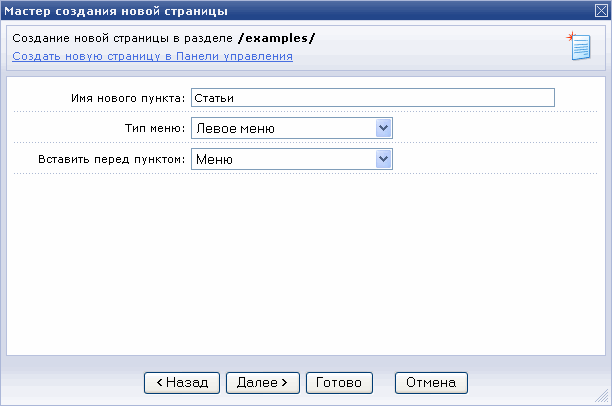 Мастер создания новой страницы
Создание новой страницы в разделе /examples/
Создать новую страницу в Панели управления
Имя нового пункта: Статьи
Тип меню: Левое меню
Вставить перед пунктом: Меню
< Назад Далее > Готово Отмена